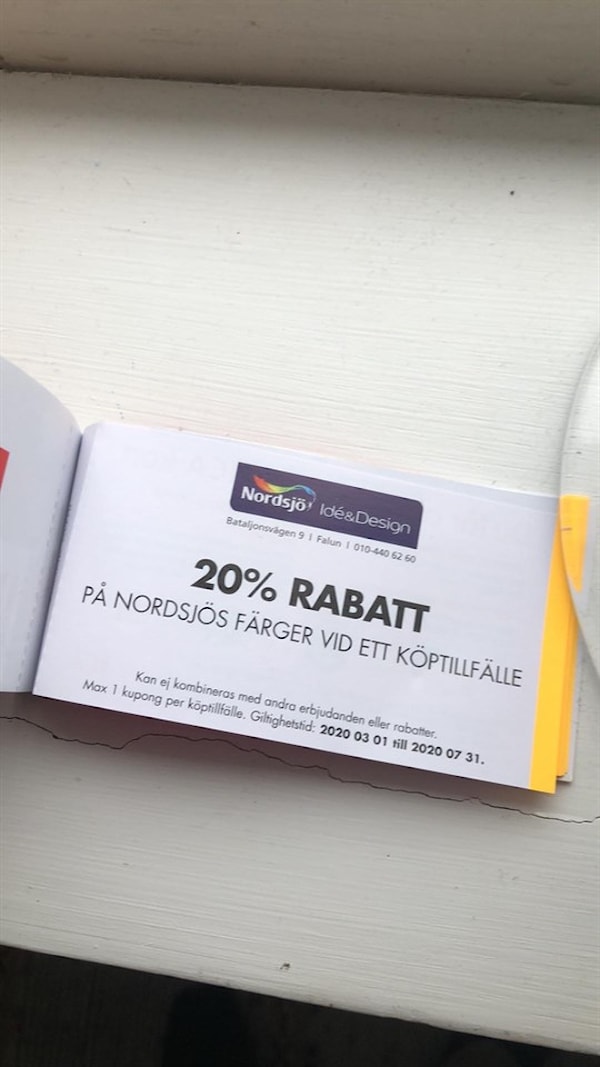 Nordsjö Idé&Design
Bataljonsvägen 9 | Falun | 010-440 62 60
20% RABATT
PÅ NORDSJÖS FÄRGER VID ETT KÖPTILLFÄLLE
Kan ej kombineras med andra erbjudanden eller rabatter.
Max 1 kupong per köptillfälle. Giltighetstid: 2020 03 01 till 2020 07 31.